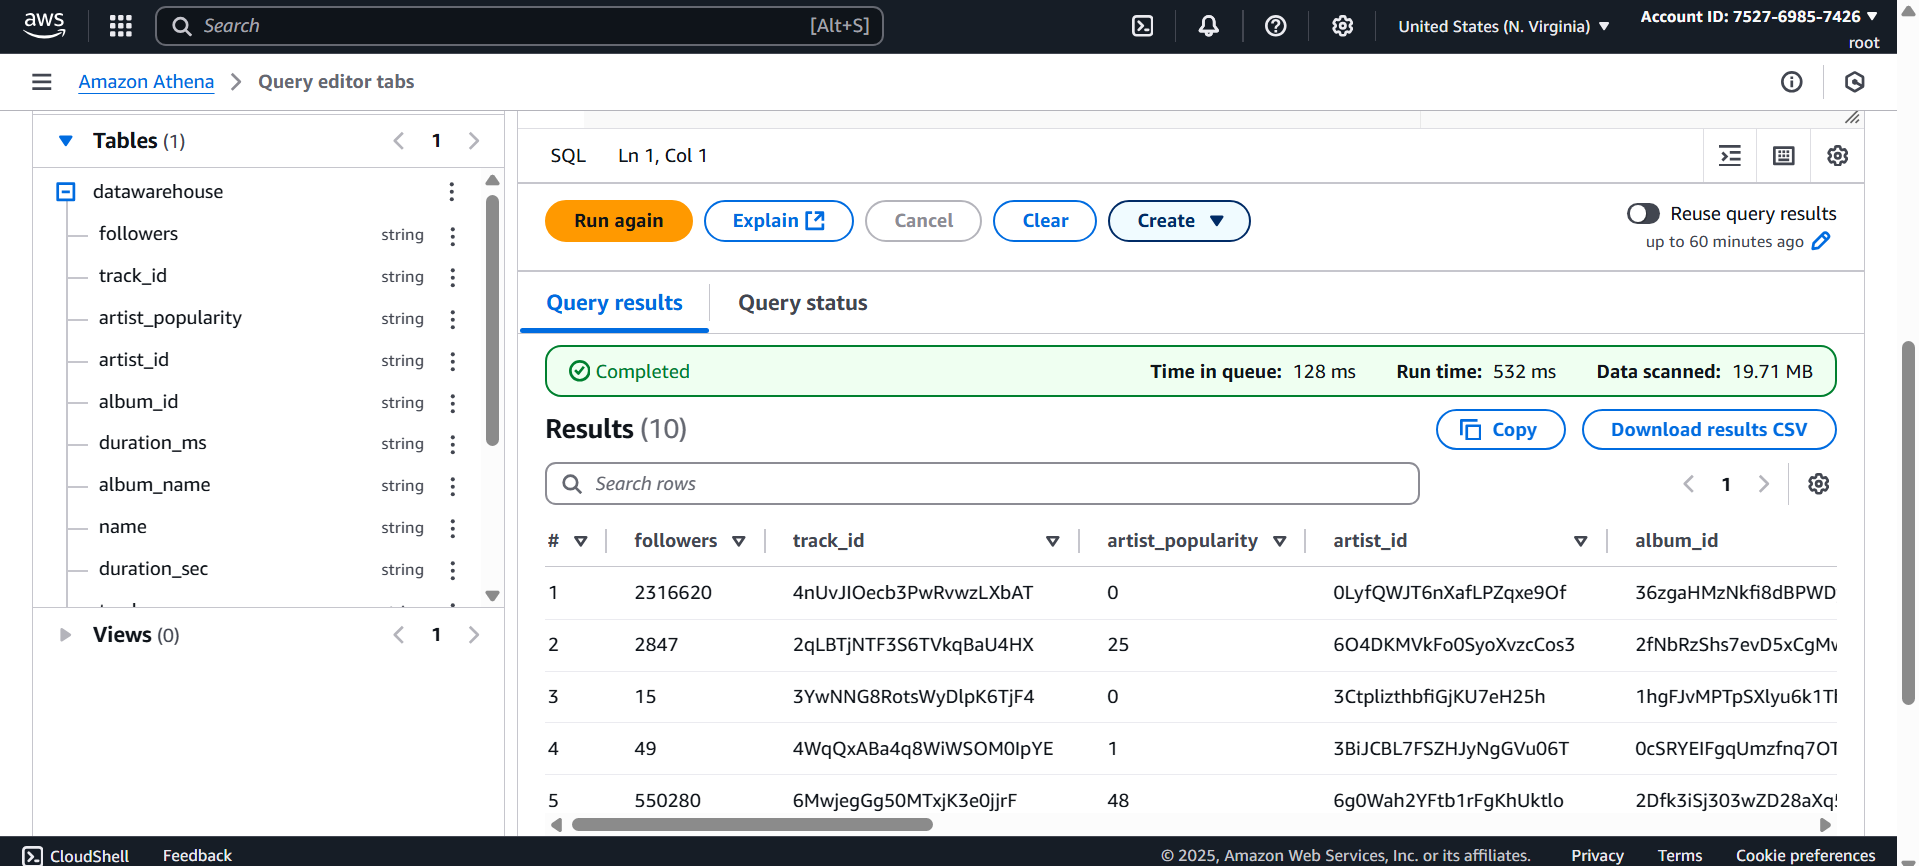 aws
Search [Alt+S]
United States (N. Virginia)
Account ID: 7527-6985-7426
root
Amazon Athena > Query editor tabs
Tables (1) 1
datawarehouse
followers string
track_id string
artist_popularity string
artist_id string
album_id string
duration_ms string
album_name string
name string
duration_sec string
Views (0) 1
SQL Ln 1, Col 1
Run again Explain Cancel Clear Create
Reuse query results
up to 60 minutes ago
Query results Query status
Completed Time in queue: 128 ms Run time: 532 ms Data scanned: 19.71 MB
Results (10) Copy Download results CSV
Search rows 1
# followers track_id artist_popularity artist_id album_id
1 2316620 4nUvJIOecb3PwRvwzLXbAT 0 0LyfQWJT6nXafLPZqxe9Of 36zgaHMzNkfi8dBPWD
2 2847 2qLBTjNTF3S6TVkqBaU4HX 25 6O4DKMVkFo0SyoXvzcCos3 2fNbRzShs7evD5xCgMv
3 15 3YwNNG8RotsWyDlpK6TjF4 0 3CtplizthbfiGjKU7eH25h 1hgFJvMPTpSXlyu6k1Tl
4 49 4WqQxABa4q8WiWSOM0IpYE 1 3BiJCBL7FSZHJyNgGVu06T 0cSRYEIFgqUmzfnq7OT
5 550280 6MwjegGg50MTxjK3e0jjrF 48 6g0Wah2YFtb1rFgKhUktlo 2Dfk3iSj303wZD28aXq5
CloudShell Feedback © 2025, Amazon Web Services, Inc. or its affiliates. Privacy Terms Cookie preferences